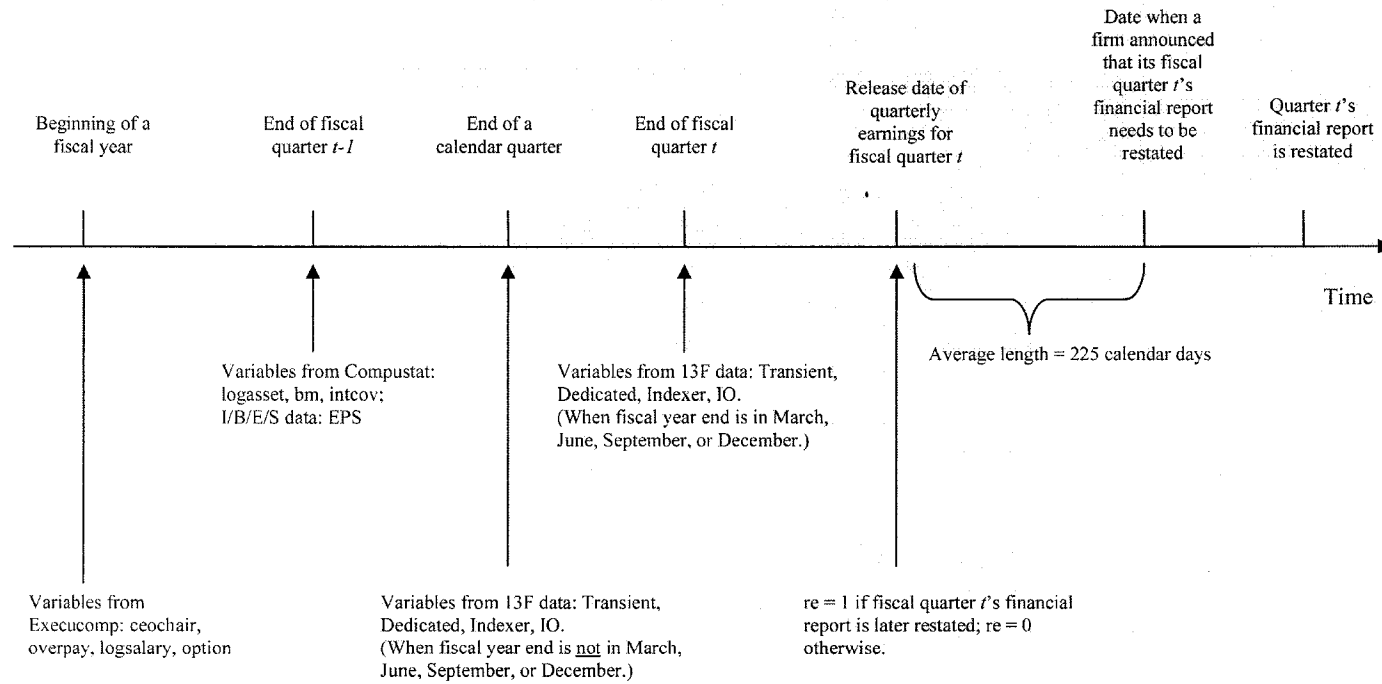 Beginning of a
fiscal year
End of fiscal
quarter t-1
End of a
calendar quarter
End of fiscal
quarter t
Release date of
quarterly
earnings for
fiscal quarter t
Date when a
firm announced
that its fiscal
quarter t's
financial report
needs to be
restated
Quarter t's
financial report
is restated
Time
Average length = 225 calendar days
Variables from Compustat:
logasset, bm, intcov;
I/B/E/S data: EPS
Variables from 13F data: Transient,
Dedicated, Indexer, IO.
(When fiscal year end is in March,
June, September, or December.)
Variables from
Execucomp: ceochair,
overpay, logsalary, option
Variables from 13F data: Transient,
Dedicated, Indexer, IO.
(When fiscal year end is not in March,
June, September, or December.)
re = 1 if fiscal quarter t's financial
report is later restated; re = 0
otherwise.